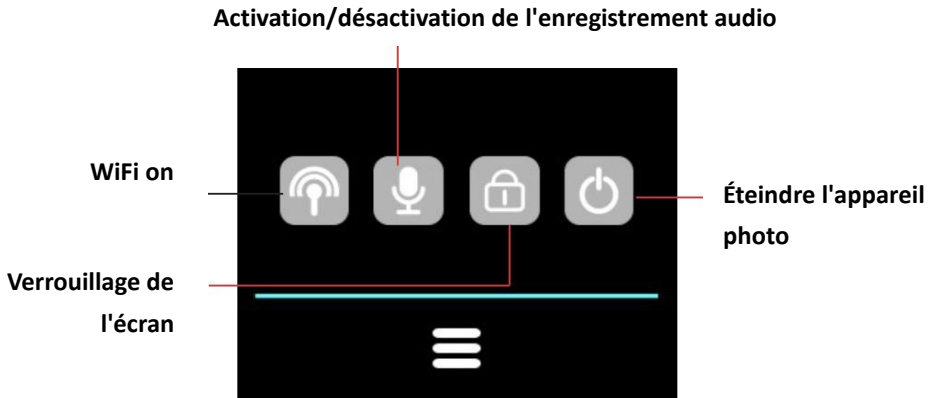 Activation/désactivation de l'enregistrement audio
WiFi on
Éteindre l'appareil
photo
Verrouillage de
l'écran